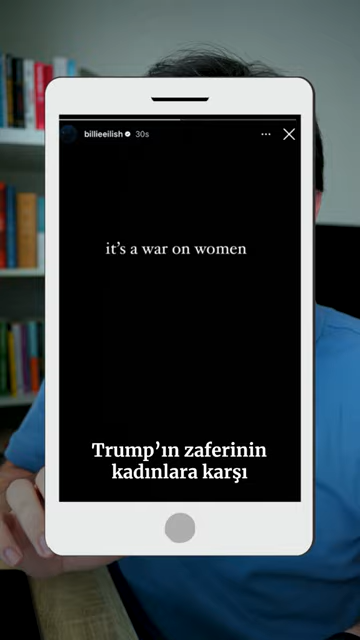 billieeilish 30s
it's a war on women
Trump'ın zaferinin
kadınlara karşı